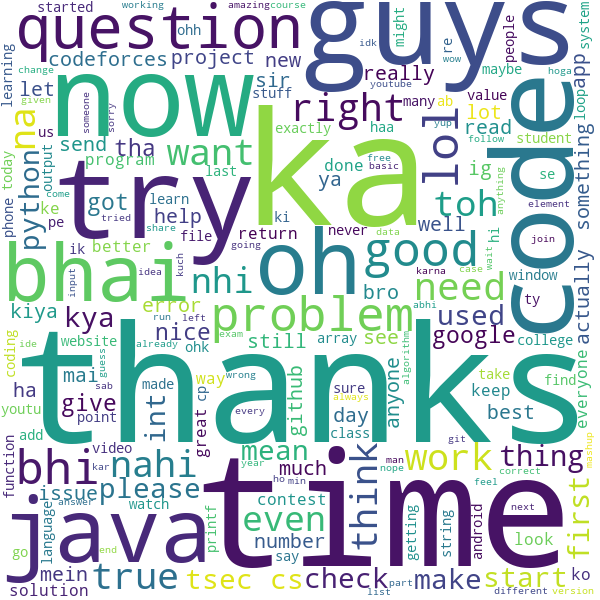 working
amazing
course
started
ohh
question
guys
might
idk
wow
system
people
codeforces
project
new
re
maybe
learning
let
sir
youtube
hoga
stuff
really
value
loop
app
change
given
us
someone
sorry
now
right
many
ab
yup
lol
lot
read
student
na
send
tha
want
exactly
haa
ig
free
basic
follow
code
something
program
done
toh
se
anything
today
output
python
ke
got
learn
last
ya
ka
try
phone
come
tried
help
ki
well
hi
element
pe
share
file
return
never
data
window
join
ik
better
going
oh
good
wait
actually
bhai
input
idea
kuch
nhi
bro
karna
case
ty
kiya
error
problem
need
run
left
abhi
college
ide
website
kya
nice
still
array
see
used
google
coding
guess
already
ohk
exam
algorithm
everyone
thanks
ha
mai
way
wrong
sure
take
find
youtu
give
made
cp
int
github
day
anyone
keep
best
add
point
great
class
always
function
video
every
mean
man
git
bhi
nahi
much
think
work
thing
first
sab
kar
year
nope
correct
mashup
language
issue
please
even
contest
getting
string
android
feel
java
time
watch
ho
min
number
say
look
next
go
answer
printf
mein
end
true
tsec cs
check
make
start
ko
solution
part
list
different
version